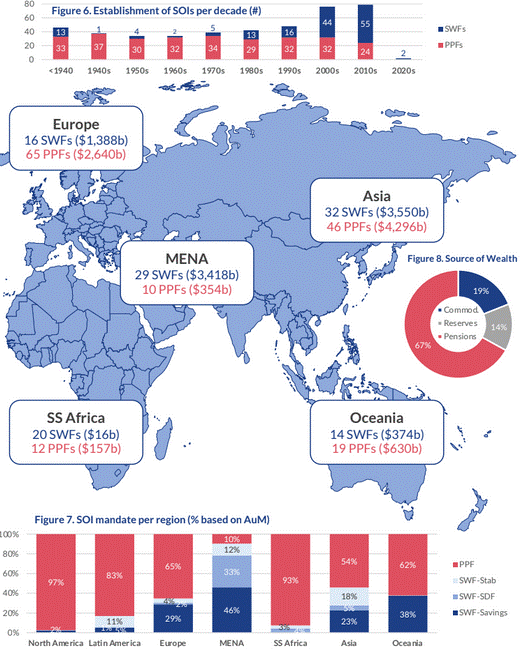 Figure 6. Establishment of SOIs per decade (#)
80
60
40
20
0
13 1 4 2 5 13 16 44 55 2
33 37 30 32 34 29 32 32 24
SWFs
PPFs
<1940 1940s 1950s 1960s 1970s 1980s 1990s 2000s 2010s 2020s
Europe
16 SWFs ($1,388b)
65 PPFs ($2,640b)
Asia
32 SWFs ($3,550b)
46 PPFs ($4,296b)
MENA
29 SWFs ($3,418b)
10 PPFs ($354b)
Figure 8. Source of Wealth
19%
14%
67%
Commod.
Reserves
Pensions
SS Africa
20 SWFs ($16b)
12 PPFs ($157b)
Oceania
14 SWFs ($374b)
19 PPFs ($630b)
Figure 7. SOI mandate per region (% based on AuM)
100%
80%
60%
40%
20%
0%
97% 2%
83% 11% 5%
65% 4% 2% 29%
10% 12% 33% 46%
93% 3%
54% 18% 5% 23%
62% 38%
PPF
SWF-Stab
SWF-SDF
SWF-Savings
North America Latin America Europe MENA SS Africa Asia Oceania